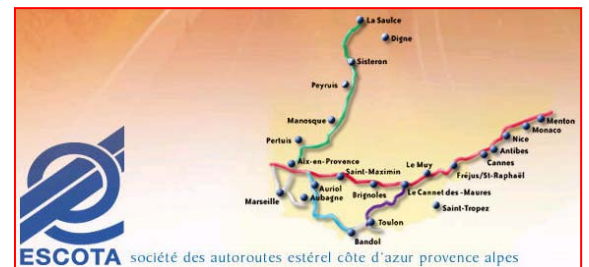 La Saulce
Digne
Sisteron
Peyruis
Manosque
Pertuis
Aix-en-Provence
Saint-Maximin
Le Muy
Menton
Monaco
Nice
Antibes
Cannes
Fréjus/St-Raphaël
Le Cannet-des-Maures
Brignoles
Auriol
Aubagne
Marseille
Saint-Tropez
Toulon
Bandol
ESCOTA société des autoroutes estérel côte d'azur provence alpes